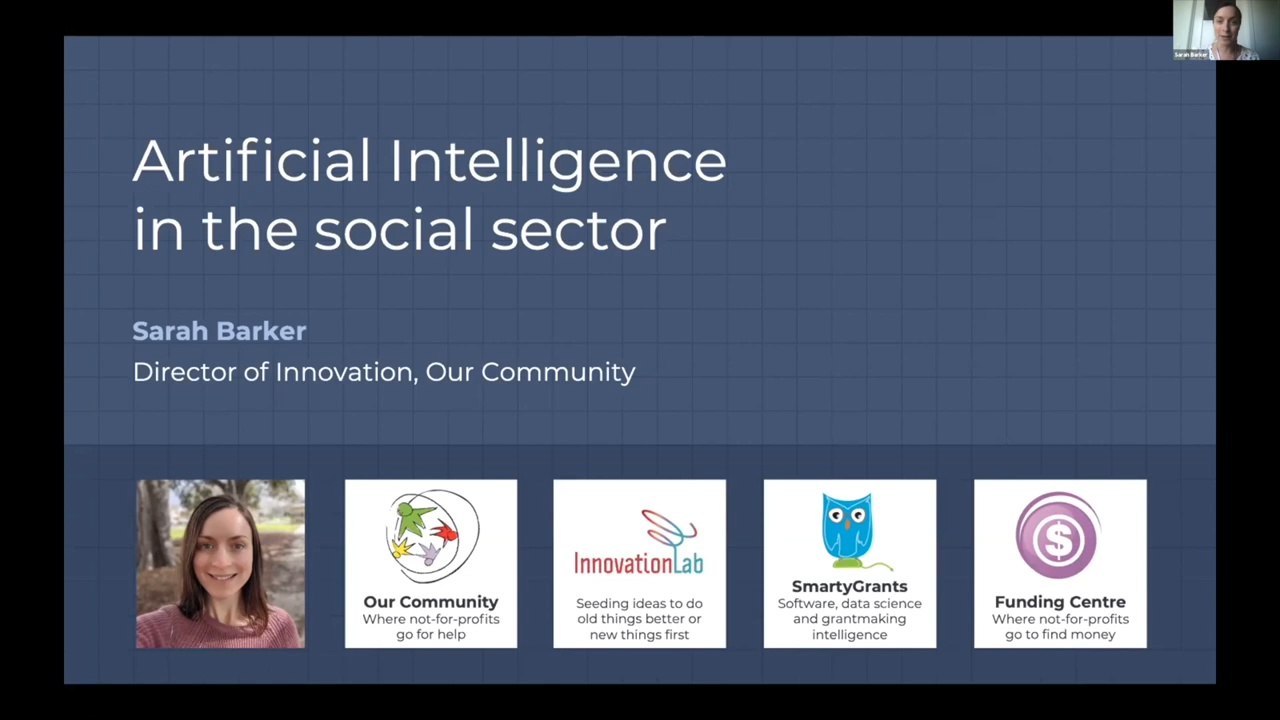 Sarah Barker
Artificial Intelligence
in the social sector
Sarah Barker
Director of Innovation, Our Community
Our Community
Where not-for-profits
go for help
InnovationLab
Seeding ideas to do
old things better or
new things first
SmartyGrants
Software, data science
and grantmaking
intelligence
$
Funding Centre
Where not-for-profits
go to find money